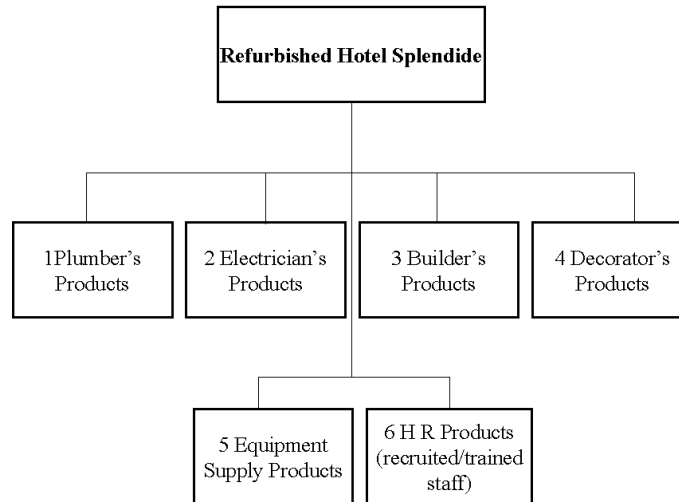 Refurbished Hotel Splendide
1Plumber's
Products
2 Electrician's
Products
3 Builder's
Products
4 Decorator's
Products
5 Equipment
Supply Products
6 H R Products
(recruited/trained
staff)